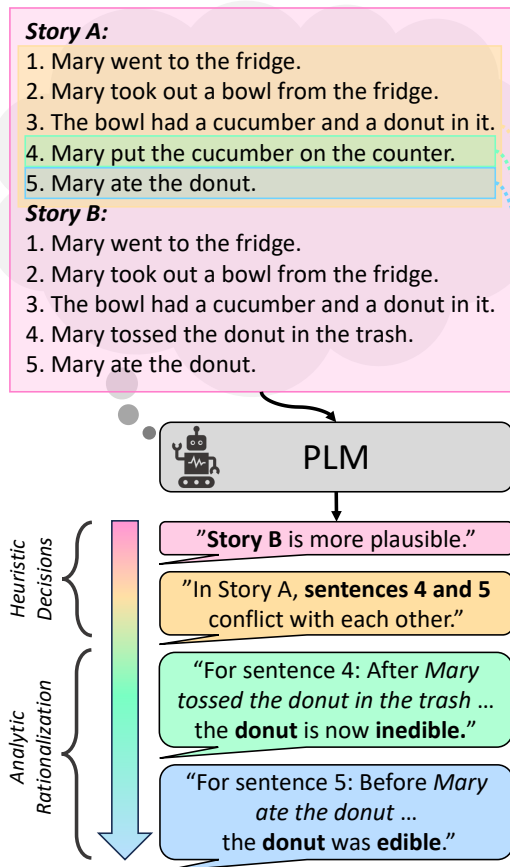 Story A:
1. Mary went to the fridge.
2. Mary took out a bowl from the fridge.
3. The bowl had a cucumber and a donut in it.
4. Mary put the cucumber on the counter.
5. Mary ate the donut.
Story B:
1. Mary went to the fridge.
2. Mary took out a bowl from the fridge.
3. The bowl had a cucumber and a donut in it.
4. Mary tossed the donut in the trash.
5. Mary ate the donut.
PLM
Heuristic
Decisions
”Story B is more plausible.”
”In Story A, sentences 4 and 5
conflict with each other.”
Analytic
Rationalization
“For sentence 4: After Mary
tossed the donut in the trash ...
the donut is now inedible.”
“For sentence 5: Before Mary
ate the donut ...
the donut was edible.”